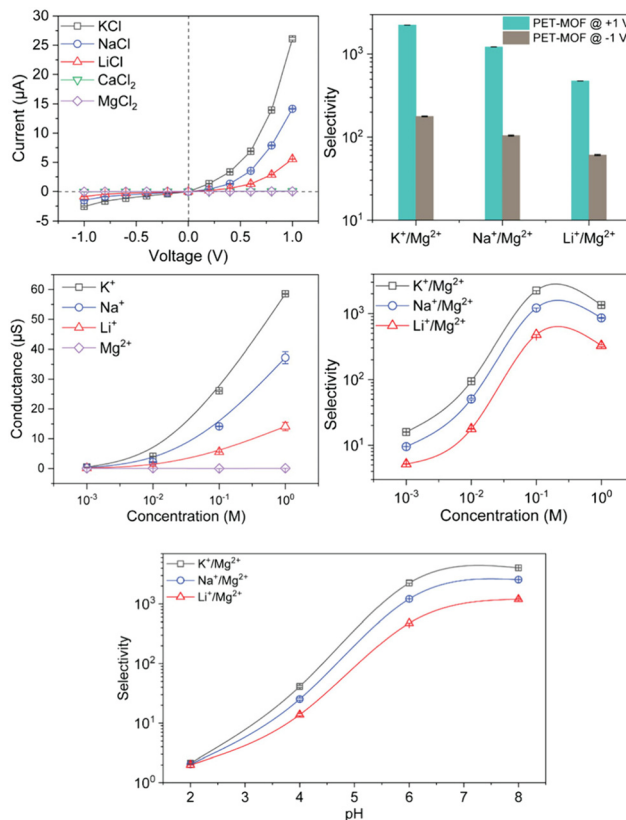 KCl
NaCl
LiCl
CaCl₂
MgCl₂
30
25
20
15
10
5
0
-5
Current (μA)
-1.0 -0.5 0.0 0.5 1.0
Voltage (V)
PET-MOF @ +1 V
PET-MOF @ -1 V
10³
10²
10¹
Selectivity
K⁺/Mg²⁺ Na⁺/Mg²⁺ Li⁺/Mg²⁺
K⁺
Na⁺
Li⁺
Mg²⁺
60
50
40
30
20
10
0
Conductance (μS)
10⁻³ 10⁻² 10⁻¹ 10⁰
Concentration (M)
K⁺/Mg²⁺
Na⁺/Mg²⁺
Li⁺/Mg²⁺
10³
10²
10¹
Selectivity
10⁻³ 10⁻² 10⁻¹ 10⁰
Concentration (M)
K⁺/Mg²⁺
Na⁺/Mg²⁺
Li⁺/Mg²⁺
10³
10²
10¹
10⁰
Selectivity
2 3 4 5 6 7 8
pH